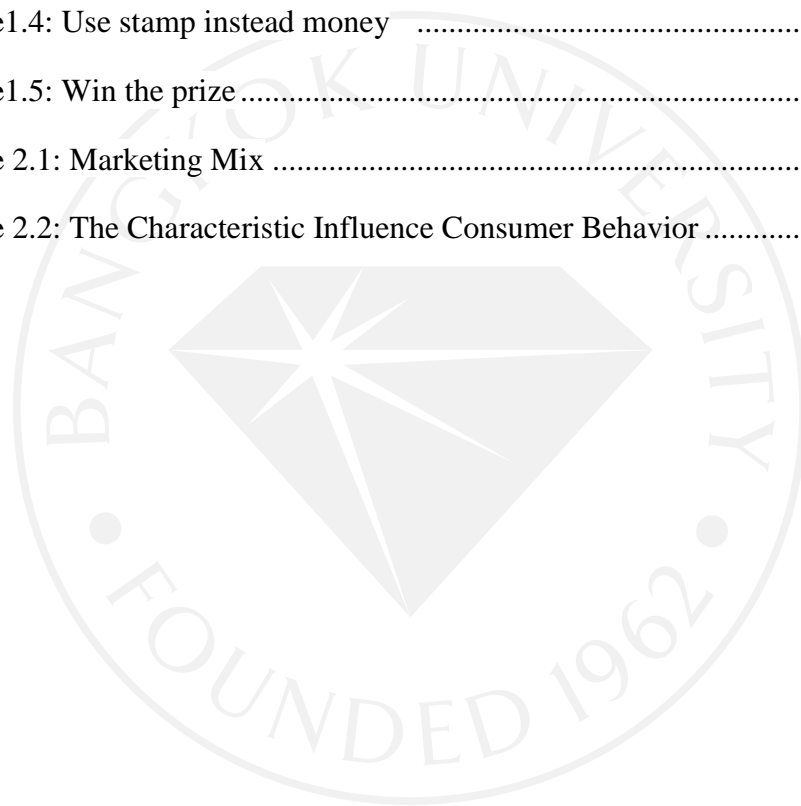 e1.4: Use stamp instead money ................................................
e1.5: Win the prize ......................................................................
e 2.1: Marketing Mix ..................................................................
e 2.2: The Characteristic Influence Consumer Behavior ............
BANGKOK UNIVERSITY
• FOUNDED 1962 •